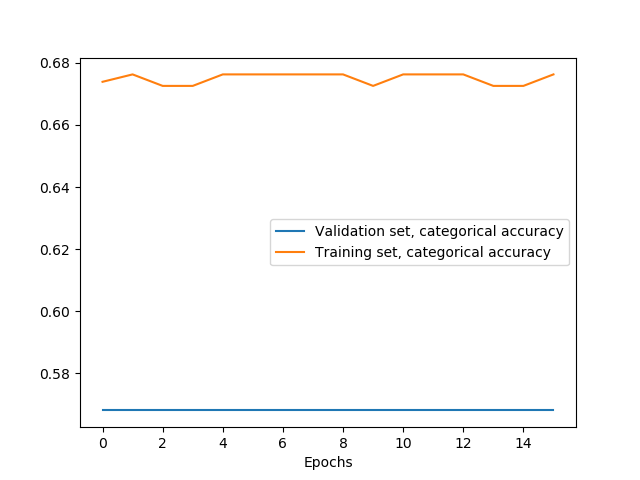 0.68
0.66
0.64
0.62
0.60
0.58
Validation set, categorical accuracy
Training set, categorical accuracy
0 2 4 6 8 10 12 14
Epochs